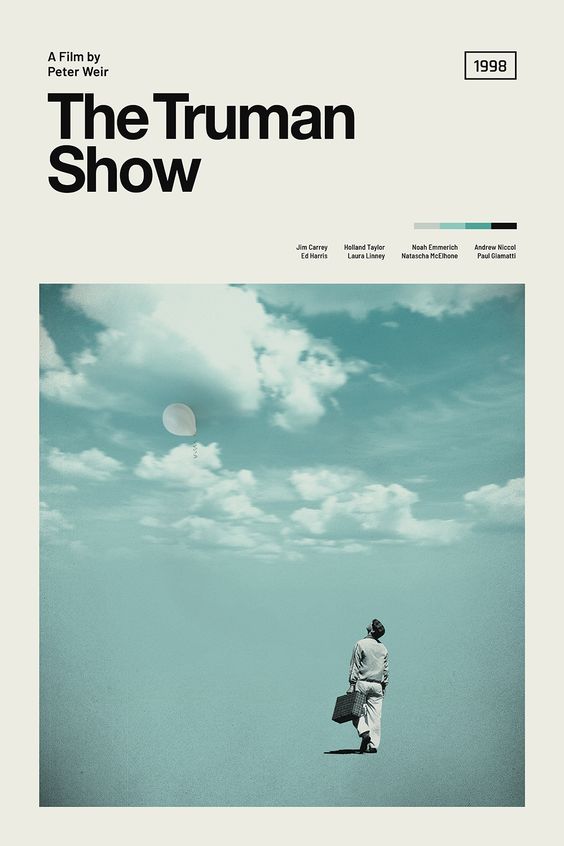 A Film by
Peter Weir
1998
The Truman
Show
Jim Carrey
Ed Harris
Holland Taylor
Laura Linney
Noah Emmerich
Natascha McElhone
Andrew Niccol
Paul Giamatti